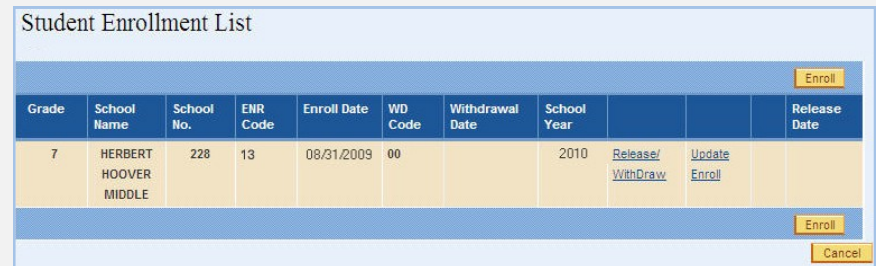 Student Enrollment List
Enroll
Grade School Name School No. ENR Code Enroll Date WD Code Withdrawal Date School Year Release Date
7 HERBERT HOOVER MIDDLE 228 13 08/31/2009 00 2010 Release/ WithDraw Update Enroll
Enroll
Cancel